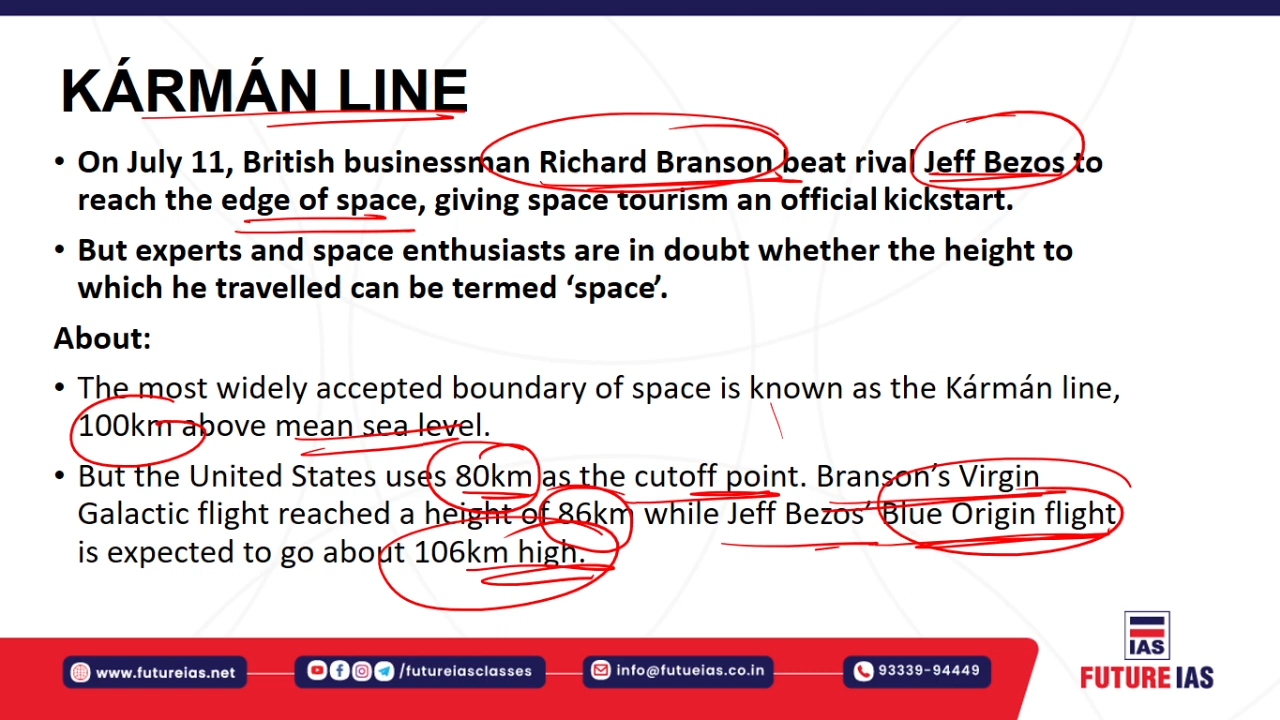 KÁRMÁN LINE
• On July 11, British businessman Richard Branson beat rival Jeff Bezos to
reach the edge of space, giving space tourism an official kickstart.
• But experts and space enthusiasts are in doubt whether the height to
which he travelled can be termed ‘space’.
About:
• The most widely accepted boundary of space is known as the Kármán line,
100km above mean sea level.
• But the United States uses 80km as the cutoff point. Branson’s Virgin
Galactic flight reached a height of 86km while Jeff Bezos’ Blue Origin flight
is expected to go about 106km high.
www.futureias.net
/futureiasclasses
info@futueias.co.in
93339-94449
IAS
FUTURE IAS